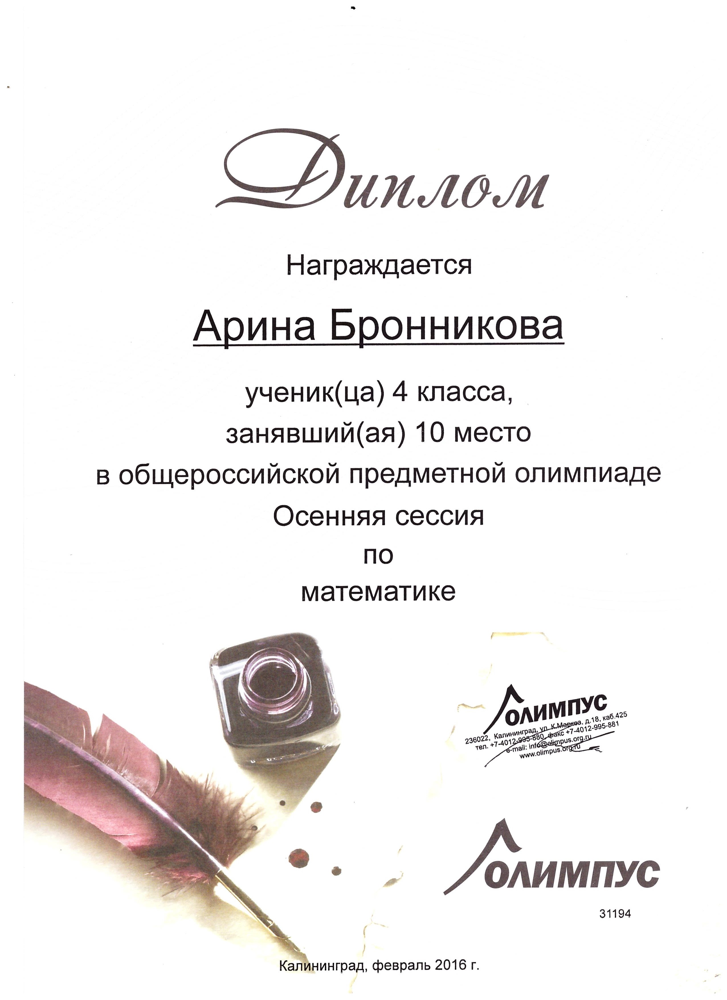 Диплом
Награждается
Арина Бронникова
ученик(ца) 4 класса,
занявший(ая) 10 место
в общероссийской предметной олимпиаде
Осенняя сессия
по
математике
ОЛИМПУС
236022, Калининград, ул. К.Маркса, д.18, каб.425
тел. +7-4012-995-880, факс +7-4012-995-881
e-mail: info@olimpus.org.ru
www.olimpus.org.ru
ОЛИМПУС
31194
Калининград, февраль 2016 г.